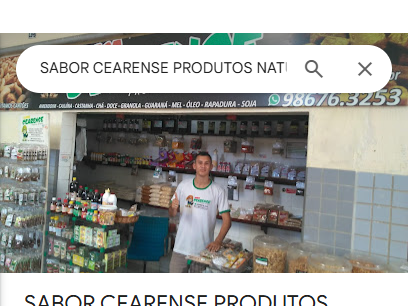 SABOR CEARENSE PRODUTOS NATU
AMENDOIM - CAJUÍNA - CASTANHA - CHÁ - DOCE - GRANOLA - GUARANÁ - MEL - ÓLEO - RAPADURA - SOJA
98676.3253
CEARENSE
SABOR CEARENSE PRODUTOS